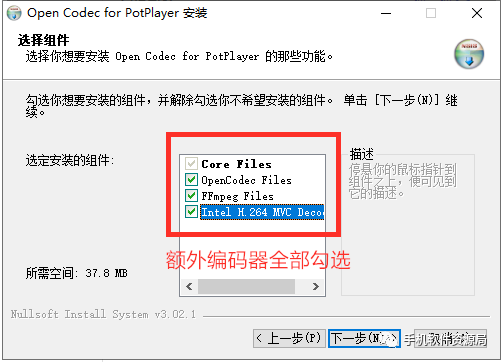 Open Codec for PotPlayer 安装
选择组件
选择你想要安装 Open Codec for PotPlayer 的那些功能。
勾选你想要安装的组件，并解除勾选你不希望安装的组件。 单击 [下一步(N)] 继
续。
选定安装的组件:
Core Files
OpenCodec Files
FFmpeg Files
Intel H.264 MVC Deco
描述
停悬你的鼠标指针到
组件之上，便可见到
它的描述。
额外编码器全部勾选
所需空间: 37.8 MB
Nullsoft Install System v3.02.1
< 上一步(P)
下一步(N) >
取消(C)
手机软件资源局